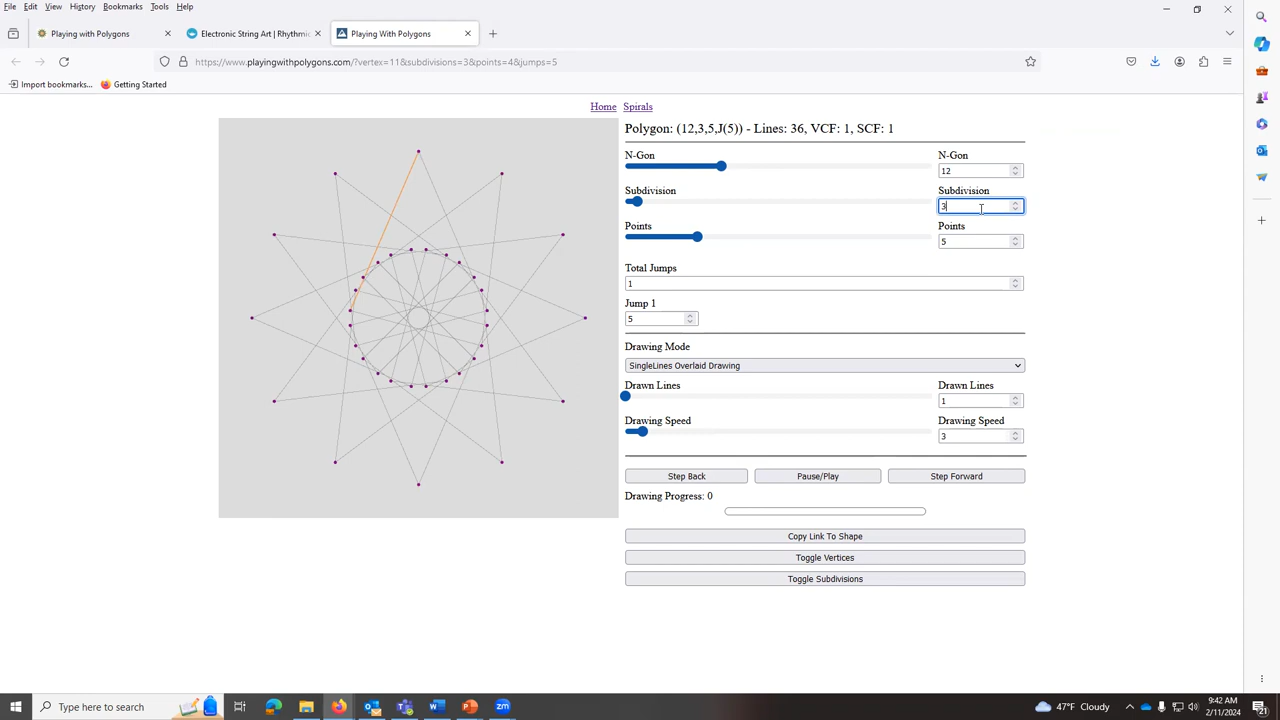 File Edit View History Bookmarks Tools Help
Playing with Polygons
Electronic String Art | Rhythmic
Playing With Polygons
https://www.playingwithpolygons.com/?vertex=11&subdivisions=3&points=4&jumps=5
Import bookmarks... Getting Started
Home Spirals
Polygon: (12,3,5,J(5)) - Lines: 36, VCF: 1, SCF: 1
N-Gon N-Gon
12
Subdivision Subdivision
3
Points Points
5
Total Jumps
1
Jump 1
5
Drawing Mode
SingleLines Overlaid Drawing
Drawn Lines Drawn Lines
1
Drawing Speed Drawing Speed
3
Step Back Pause/Play Step Forward
Drawing Progress: 0
Copy Link To Shape
Toggle Vertices
Toggle Subdivisions
Type here to search
47°F Cloudy
9:42 AM
2/11/2024
21